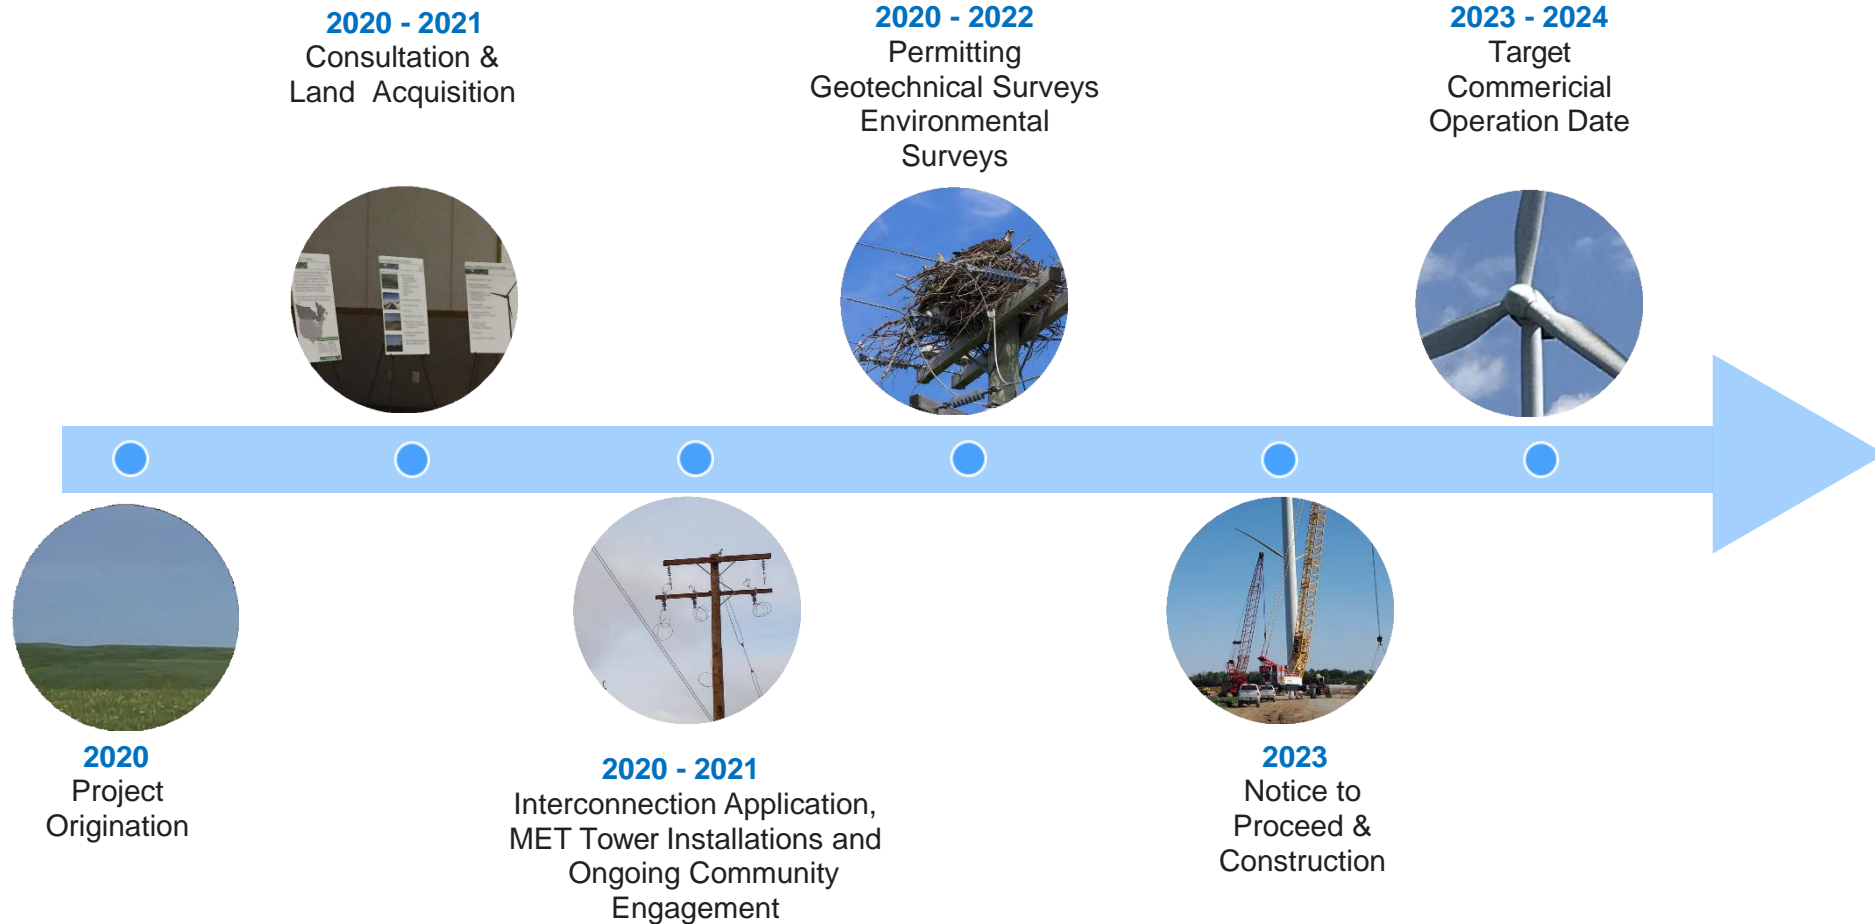 2020 - 2021
Consultation &
Land Acquisition
2020 - 2022
Permitting
Geotechnical Surveys
Environmental
Surveys
2023 - 2024
Target
Commericial
Operation Date
2020
Project
Origination
2020 - 2021
Interconnection Application,
MET Tower Installations and
Ongoing Community
Engagement
2023
Notice to
Proceed &
Construction